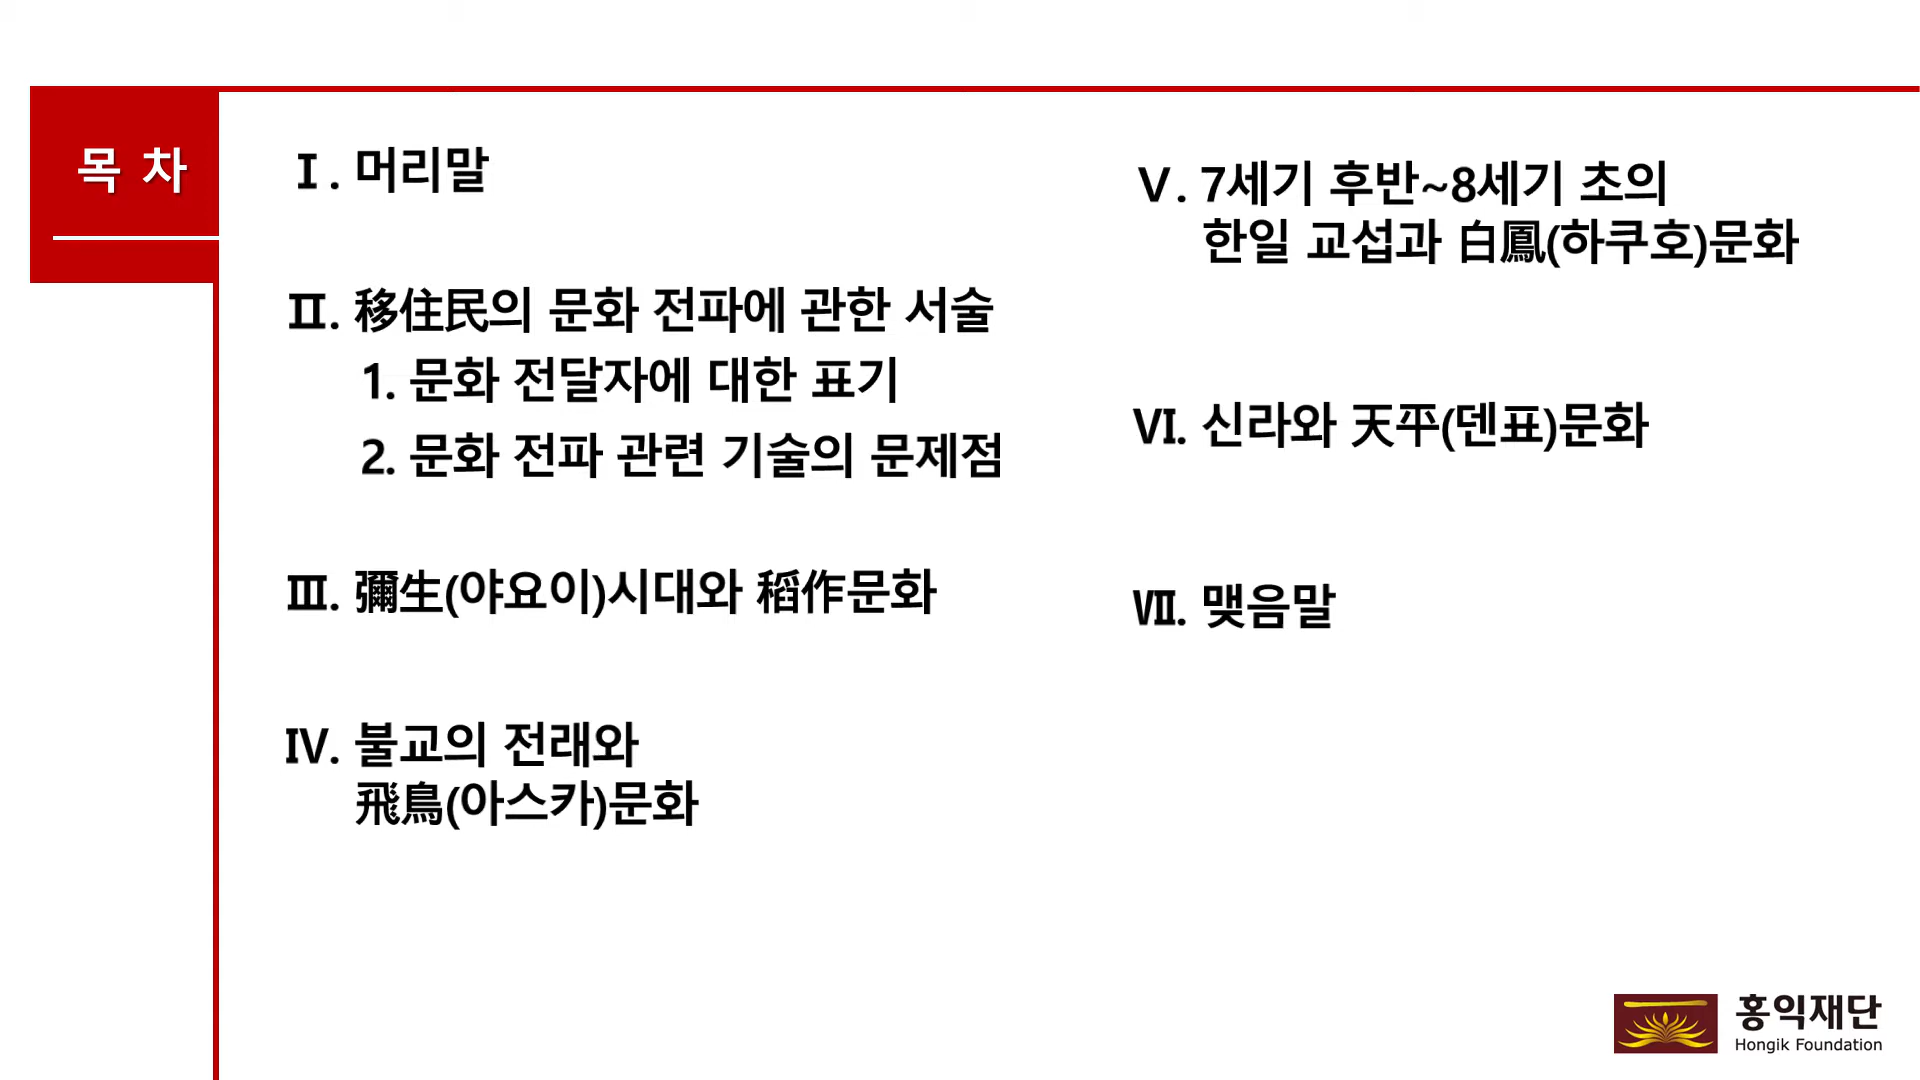 목 차
Ⅰ. 머리말
Ⅱ. 移住民의 문화 전파에 관한 서술
1. 문화 전달자에 대한 표기
2. 문화 전파 관련 기술의 문제점
Ⅲ. 彌生(야요이)시대와 稻作문화
Ⅳ. 불교의 전래와
飛鳥(아스카)문화
Ⅴ. 7세기 후반~8세기 초의
한일 교섭과 白鳳(하쿠호)문화
Ⅵ. 신라와 天平(덴표)문화
Ⅶ. 맺음말
홍익재단
Hongik Foundation